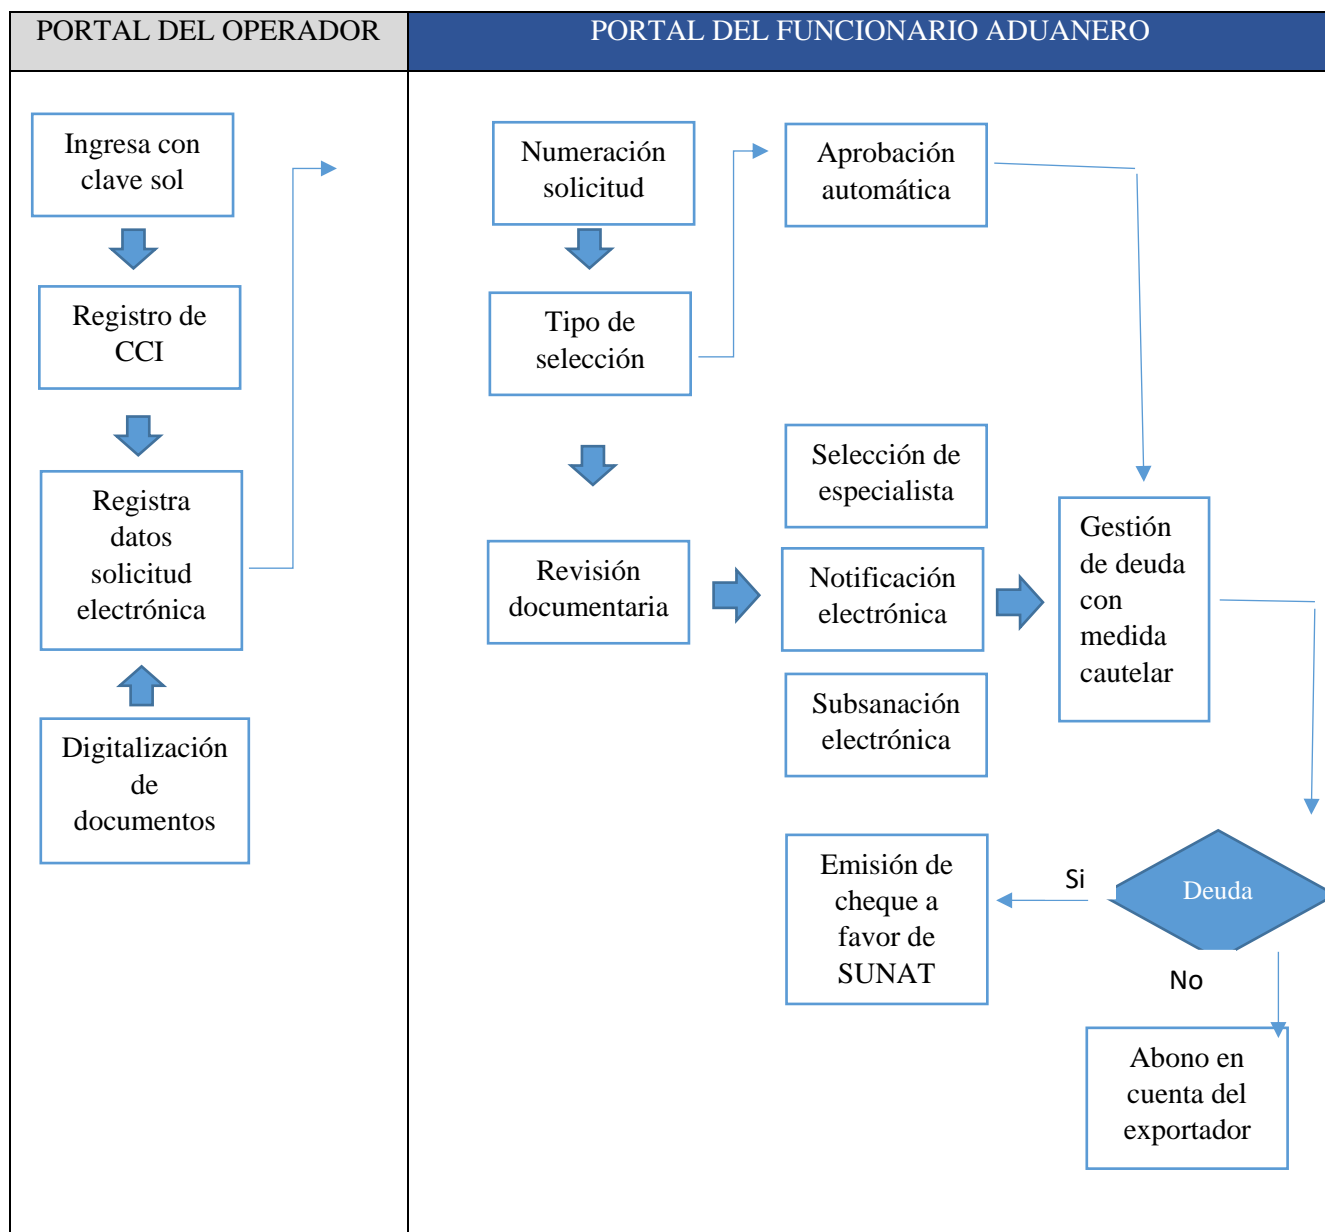 PORTAL DEL OPERADOR
PORTAL DEL FUNCIONARIO ADUANERO
Ingresa con
clave sol
Registro de
CCI
Registra
datos
solicitud
electrónica
Digitalización
de
documentos
Numeración
solicitud
Aprobación
automática
Tipo de
selección
Selección de
especialista
Revisión
documentaria
Notificación
electrónica
Subsanación
electrónica
Gestión
de deuda
con
medida
cautelar
Emisión de
cheque a
favor de
SUNAT
Si
Deuda
No
Abono en
cuenta del
exportador